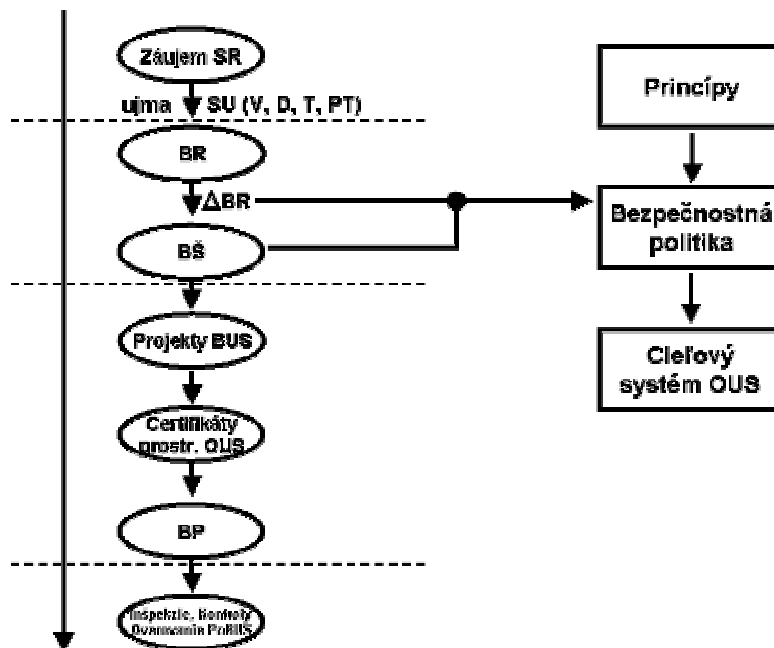 Záujem SR
ujma SU (V, D, T, PT)
BR
ΔBR
BŠ
Projekty BUS
Certifikáty
prostr. OUS
BP
Inspekcie, Kontroly
Princípy
Bezpečnostná
politika
Cieľový
systém OUS